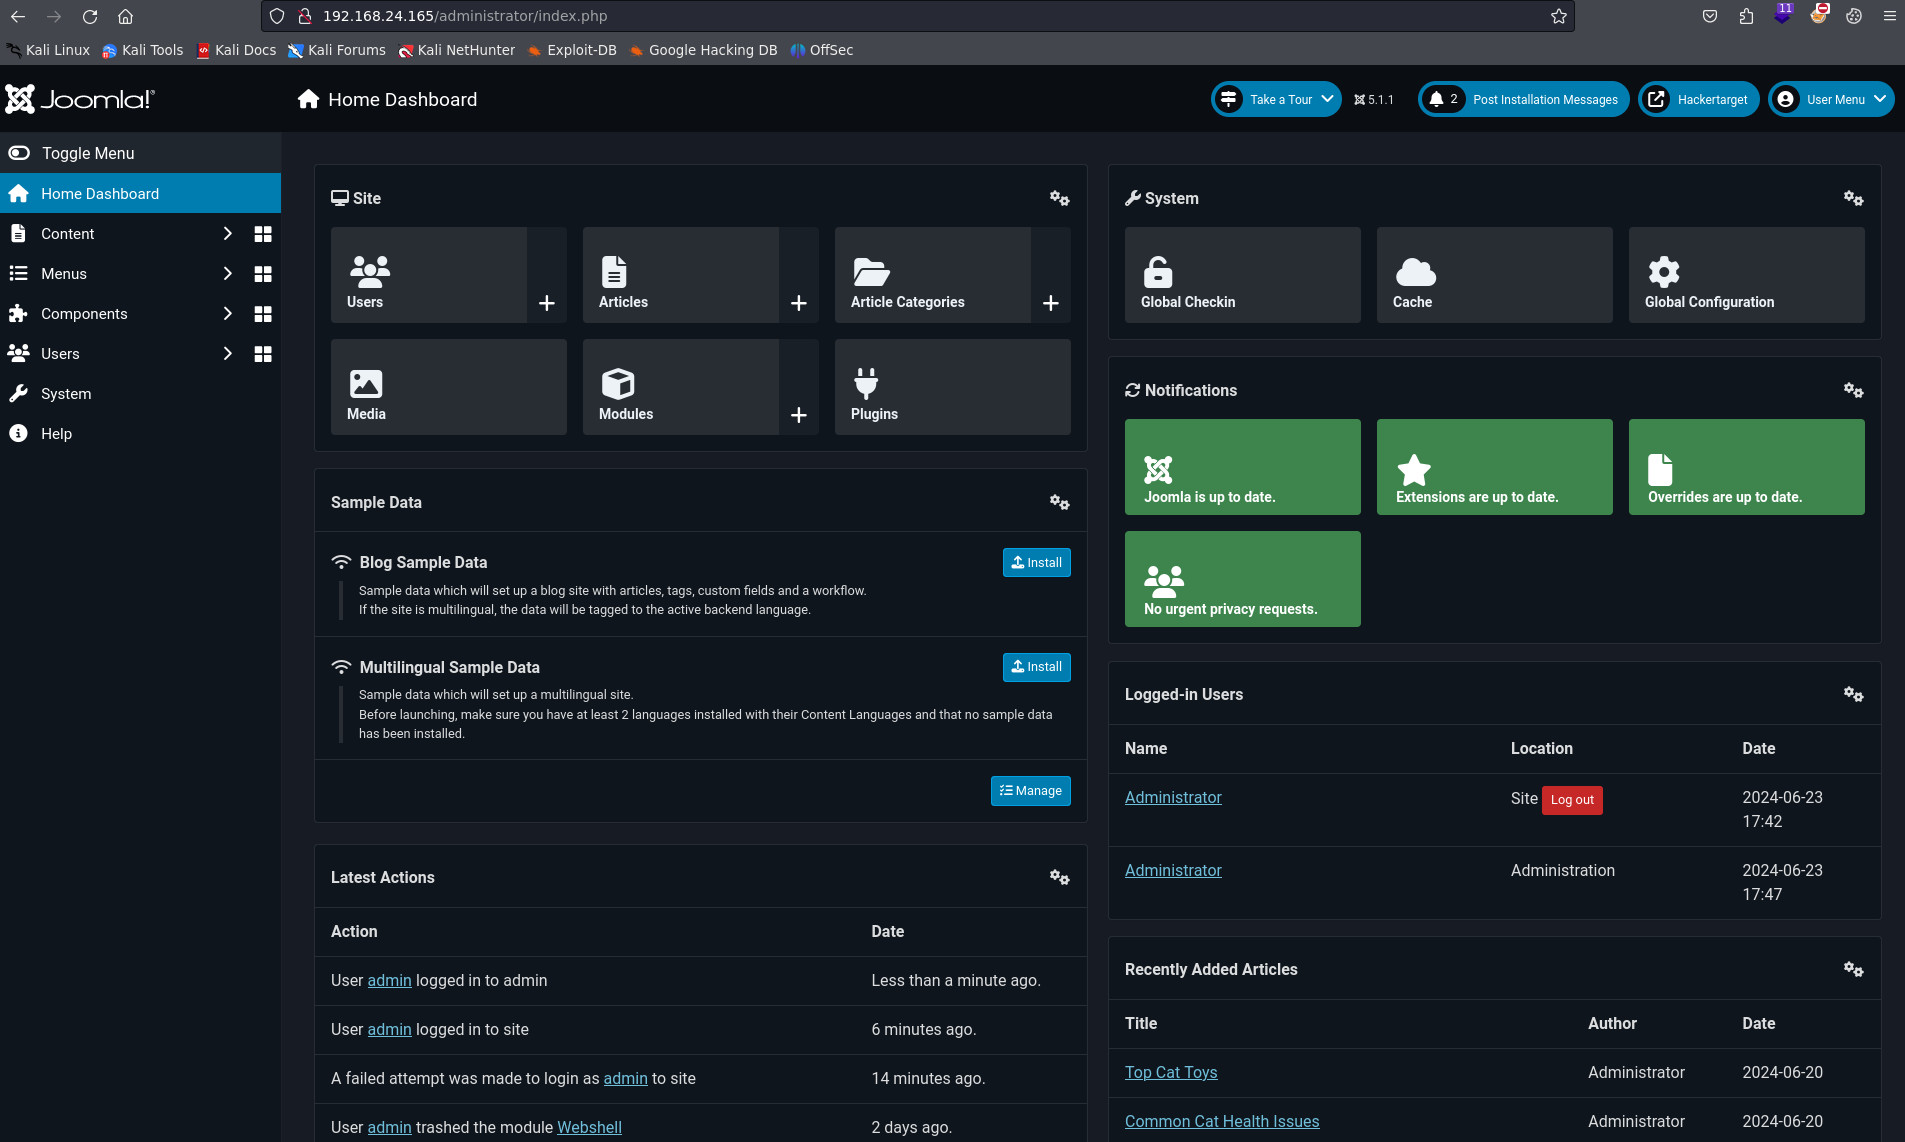 192.168.24.165/administrator/index.php
11
Kali Linux
Kali Tools
Kali Docs
Kali Forums
Kali NetHunter
Exploit-DB
Google Hacking DB
OffSec
Joomla!®
Home Dashboard
Take a Tour
5.1.1
2
Post Installation Messages
Hackertarget
User Menu
Toggle Menu
Home Dashboard
Content
Menus
Components
Users
System
Help
Site
Users
Articles
Article Categories
Media
Modules
Plugins
Sample Data
Blog Sample Data
Install
Sample data which will set up a blog site with articles, tags, custom fields and a workflow.
If the site is multilingual, the data will be tagged to the active backend language.
Multilingual Sample Data
Install
Sample data which will set up a multilingual site.
Before launching, make sure you have at least 2 languages installed with their Content Languages and that no sample data
has been installed.
Manage
Latest Actions
Action Date
User admin logged in to admin Less than a minute ago.
User admin logged in to site 6 minutes ago.
A failed attempt was made to login as admin to site 14 minutes ago.
User admin trashed the module Webshell 2 days ago.
System
Global Checkin
Cache
Global Configuration
Notifications
Joomla is up to date.
Extensions are up to date.
Overrides are up to date.
No urgent privacy requests.
Logged-in Users
Name Location Date
Administrator Site Log out 2024-06-23
17:42
Administrator Administration 2024-06-23
17:47
Recently Added Articles
Title Author Date
Top Cat Toys Administrator 2024-06-20
Common Cat Health Issues Administrator 2024-06-20